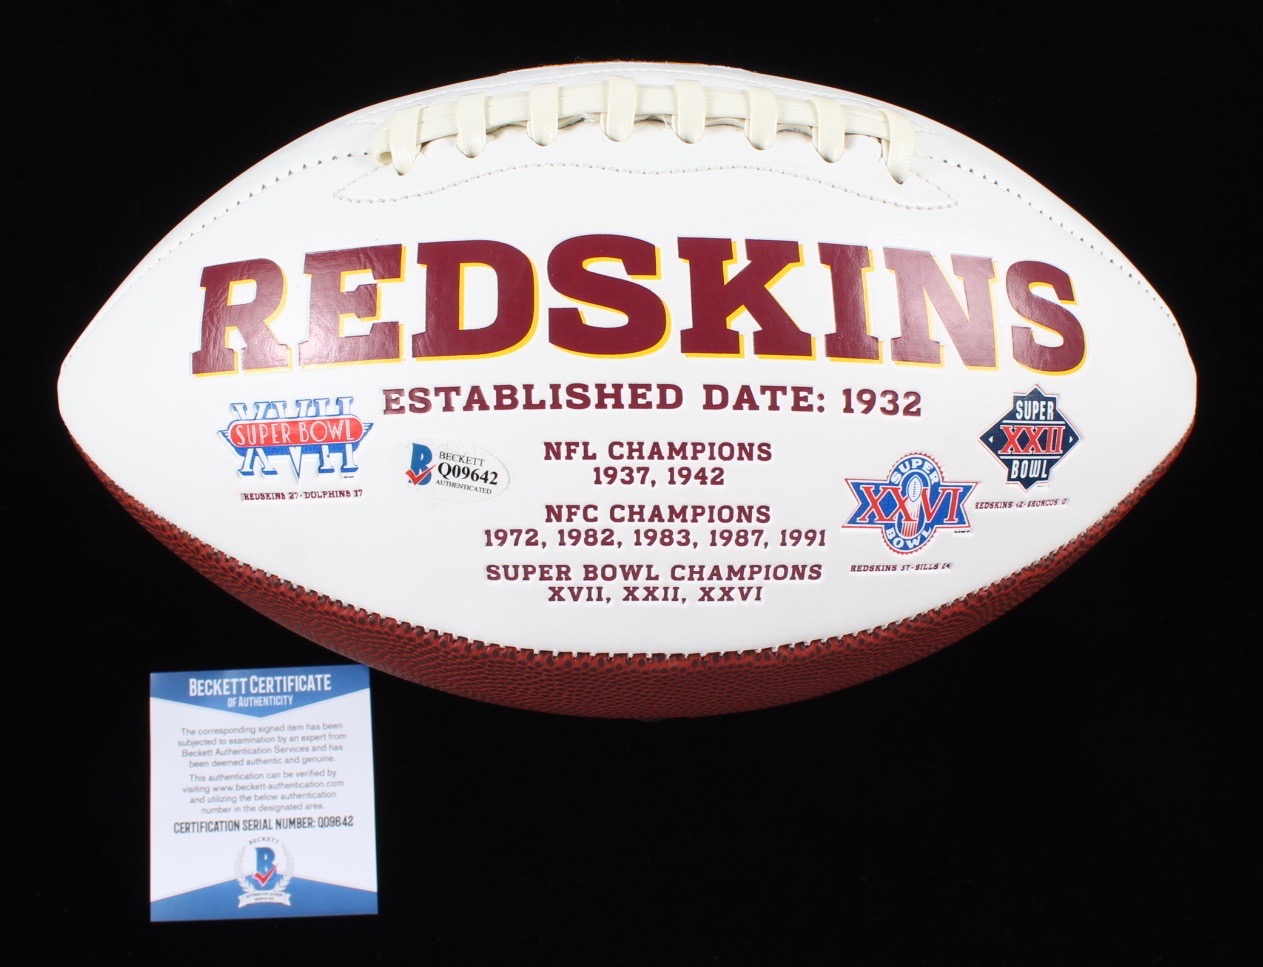 REDSKINS
ESTABLISHED DATE: 1932
XVII
SUPER BOWL
REDSKINS 27-DOLPHINS 17
BECKETT
Q09642
AUTHENTICATED
NFL CHAMPIONS
1937, 1942
NFC CHAMPIONS
1972, 1982, 1983, 1987, 1991
SUPER BOWL CHAMPIONS
XVII, XXII, XXVI
SUPER
XXVI
BOWL
REDSKINS 37-BILLS 24
SUPER
XXII
BOWL
REDSKINS 42-BRONCOS
BECKETT CERTIFICATE
OF AUTHENTICITY
The corresponding signed item has been
subjected to examination by an expert from
Beckett Authentication Services and has
been deemed authentic and genuine.
This authentication can be verified by
visiting www.beckett-authentication.com
and utilizing the below authentication
number in the designated area.
CERTIFICATION SERIAL NUMBER: Q09642
BECKETT
B